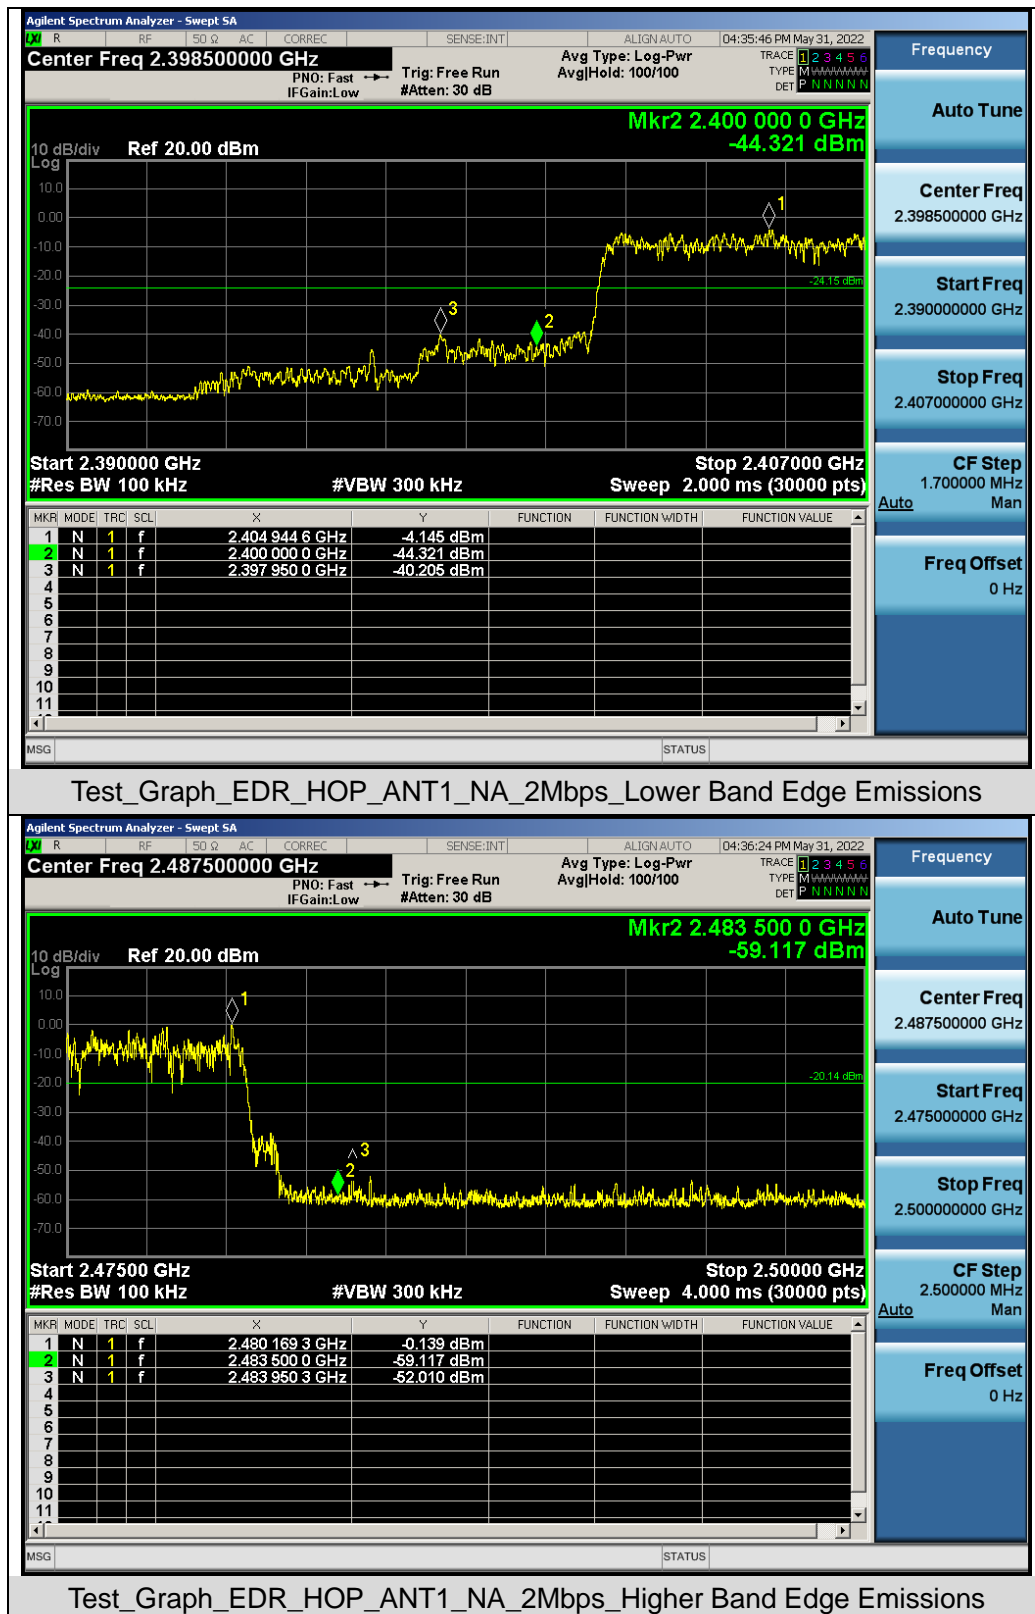 Agilent Spectrum Analyzer - Swept SA
LXI R RF 50 Ω AC CORREC SENSE:INT ALIGN AUTO 04:35:46 PM May 31, 2022
Center Freq 2.398500000 GHz
PNO: Fast IFGain:Low
Trig: Free Run
#Atten: 30 dB
Avg Type: Log-Pwr
Avg|Hold: 100/100
TRACE 1 2 3 4 5 6
TYPE M WWWWW
DET P N N N N N
Mkr2 2.400 000 0 GHz
-44.321 dBm
10 dB/div Ref 20.00 dBm
Log
10.0
0.00
-10.0
-20.0
-30.0
-40.0
-50.0
-60.0
-70.0
1
-24.15 dBm
3
2
Start 2.390000 GHz Stop 2.407000 GHz
#Res BW 100 kHz #VBW 300 kHz Sweep 2.000 ms (30000 pts)
MKR MODE TRC SCL X Y FUNCTION FUNCTION WIDTH FUNCTION VALUE
1 N 1 f 2.404 944 6 GHz -4.145 dBm
2 N 1 f 2.400 000 0 GHz -44.321 dBm
3 N 1 f 2.397 950 0 GHz -40.205 dBm
4
5
6
7
8
9
10
11
MSG STATUS
Frequency
Auto Tune
Center Freq
2.398500000 GHz
Start Freq
2.390000000 GHz
Stop Freq
2.407000000 GHz
CF Step
1.700000 MHz
Auto Man
Freq Offset
0 Hz
Test_Graph_EDR_HOP_ANT1_NA_2Mbps_Lower Band Edge Emissions
Agilent Spectrum Analyzer - Swept SA
LXI R RF 50 Ω AC CORREC SENSE:INT ALIGN AUTO 04:36:24 PM May 31, 2022
Center Freq 2.487500000 GHz
PNO: Fast IFGain:Low
Trig: Free Run
#Atten: 30 dB
Avg Type: Log-Pwr
Avg|Hold: 100/100
TRACE 1 2 3 4 5 6
TYPE M WWWWW
DET P N N N N N
Mkr2 2.483 500 0 GHz
-59.117 dBm
10 dB/div Ref 20.00 dBm
Log
10.0
0.00
-10.0
-20.0
-30.0
-40.0
-50.0
-60.0
-70.0
1
-20.14 dBm
3
2
Start 2.47500 GHz Stop 2.50000 GHz
#Res BW 100 kHz #VBW 300 kHz Sweep 4.000 ms (30000 pts)
MKR MODE TRC SCL X Y FUNCTION FUNCTION WIDTH FUNCTION VALUE
1 N 1 f 2.480 169 3 GHz -0.139 dBm
2 N 1 f 2.483 500 0 GHz -59.117 dBm
3 N 1 f 2.483 950 3 GHz -52.010 dBm
4
5
6
7
8
9
10
11
MSG STATUS
Frequency
Auto Tune
Center Freq
2.487500000 GHz
Start Freq
2.475000000 GHz
Stop Freq
2.500000000 GHz
CF Step
2.500000 MHz
Auto Man
Freq Offset
0 Hz
Test_Graph_EDR_HOP_ANT1_NA_2Mbps_Higher Band Edge Emissions